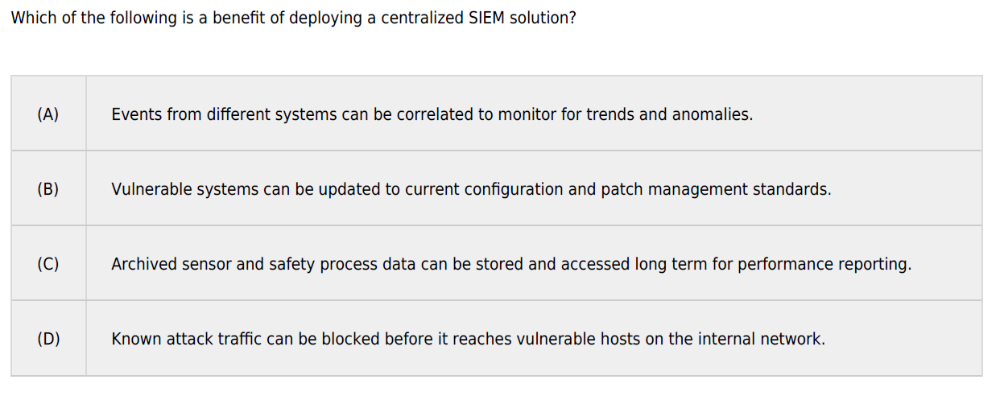 Which of the following is a benefit of deploying a centralized SIEM solution?
(A) Events from different systems can be correlated to monitor for trends and anomalies.
(B) Vulnerable systems can be updated to current configuration and patch management standards.
(C) Archived sensor and safety process data can be stored and accessed long term for performance reporting.
(D) Known attack traffic can be blocked before it reaches vulnerable hosts on the internal network.